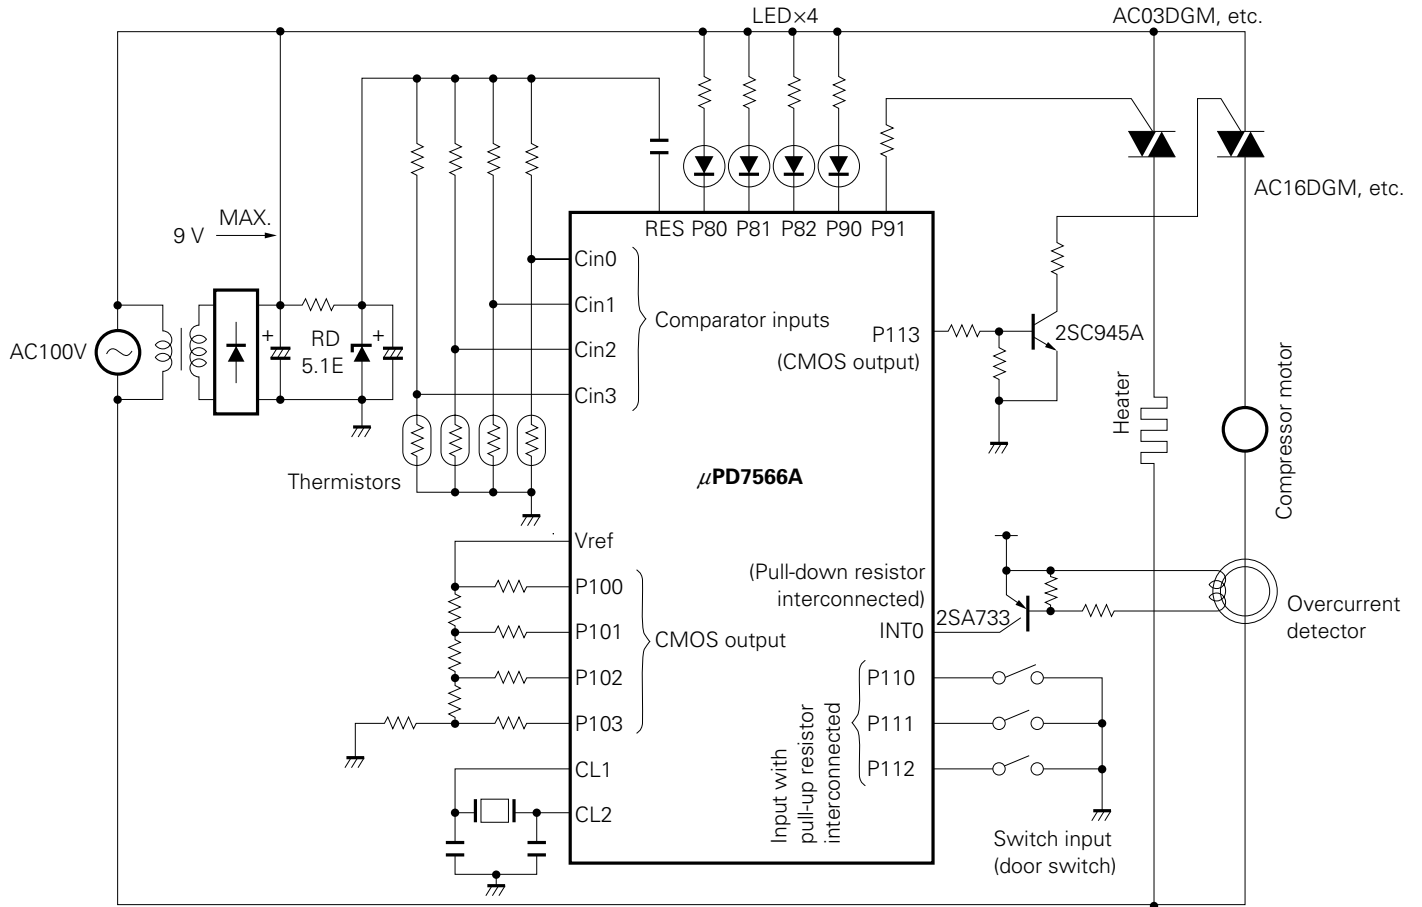 LED×4
AC03DGM, etc.
AC16DGM, etc.
MAX.
9 V
RES P80 P81 P82 P90 P91
Cin0
Cin1
Cin2
Cin3
Comparator inputs
P113
(CMOS output)
2SC945A
AC100V
RD
5.1E
+
+
Heater
Compressor motor
Thermistors
µPD7566A
Vref
P100
P101
P102
P103
CMOS output
(Pull-down resistor
interconnected)
INT0
2SA733
Overcurrent
detector
P110
P111
P112
Input with
pull-up resistor
interconnected
CL1
CL2
Switch input
(door switch)